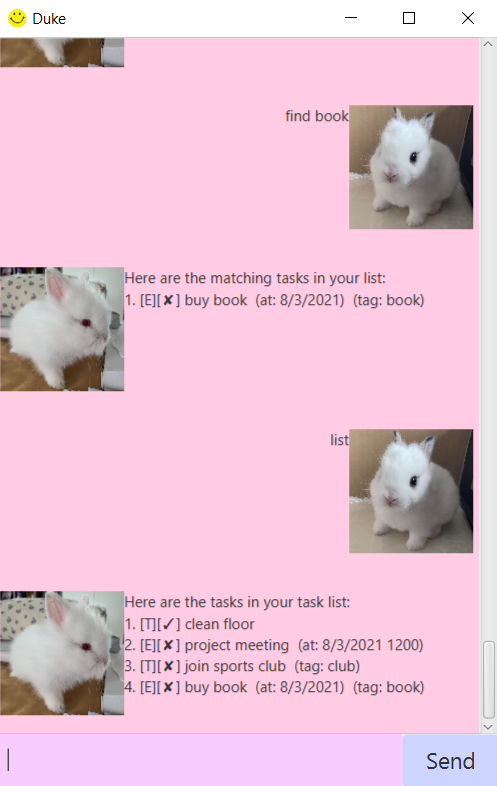 Duke
find book
Here are the matching tasks in your list:
1. [E][✘] buy book  (at: 8/3/2021)  (tag: book)
list
Here are the tasks in your task list:
1. [T][✓] clean floor
2. [E][✘] project meeting  (at: 8/3/2021 1200)
3. [T][✘] join sports club  (tag: club)
4. [E][✘] buy book  (at: 8/3/2021)  (tag: book)
Send